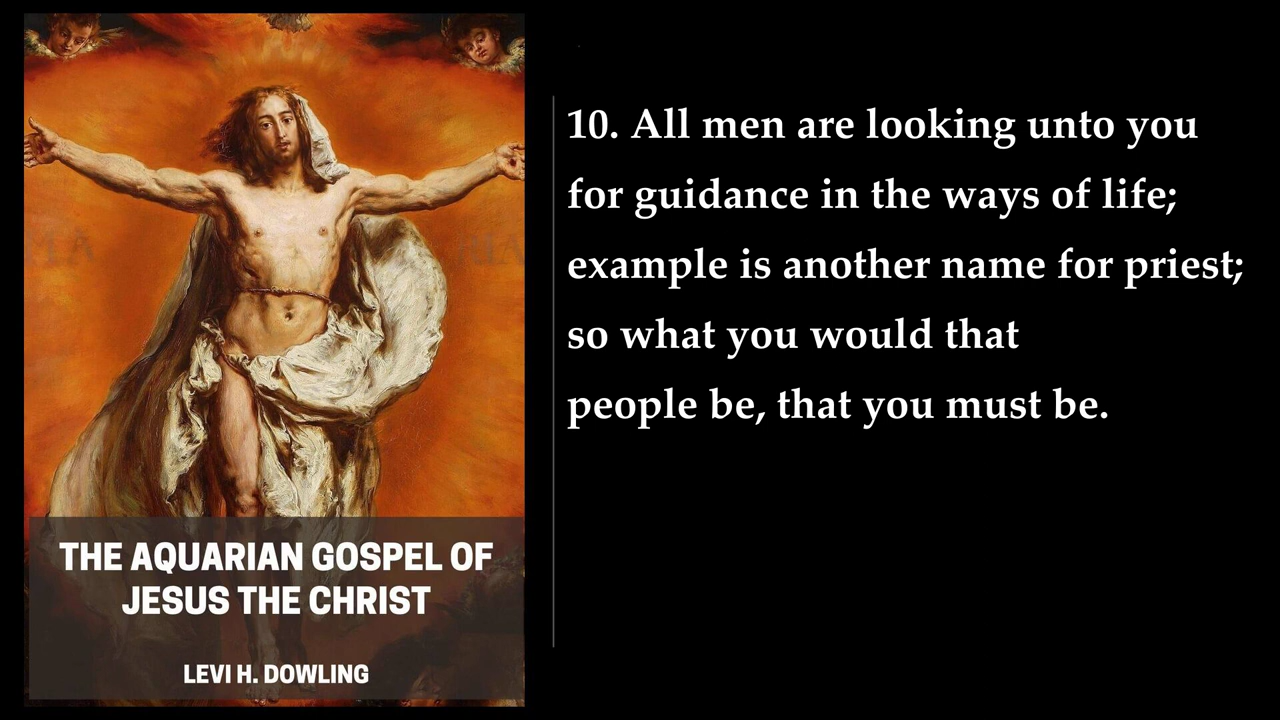 THE AQUARIAN GOSPEL OF
JESUS THE CHRIST
LEVI H. DOWLING
10. All men are looking unto you
for guidance in the ways of life;
example is another name for priest;
so what you would that
people be, that you must be.